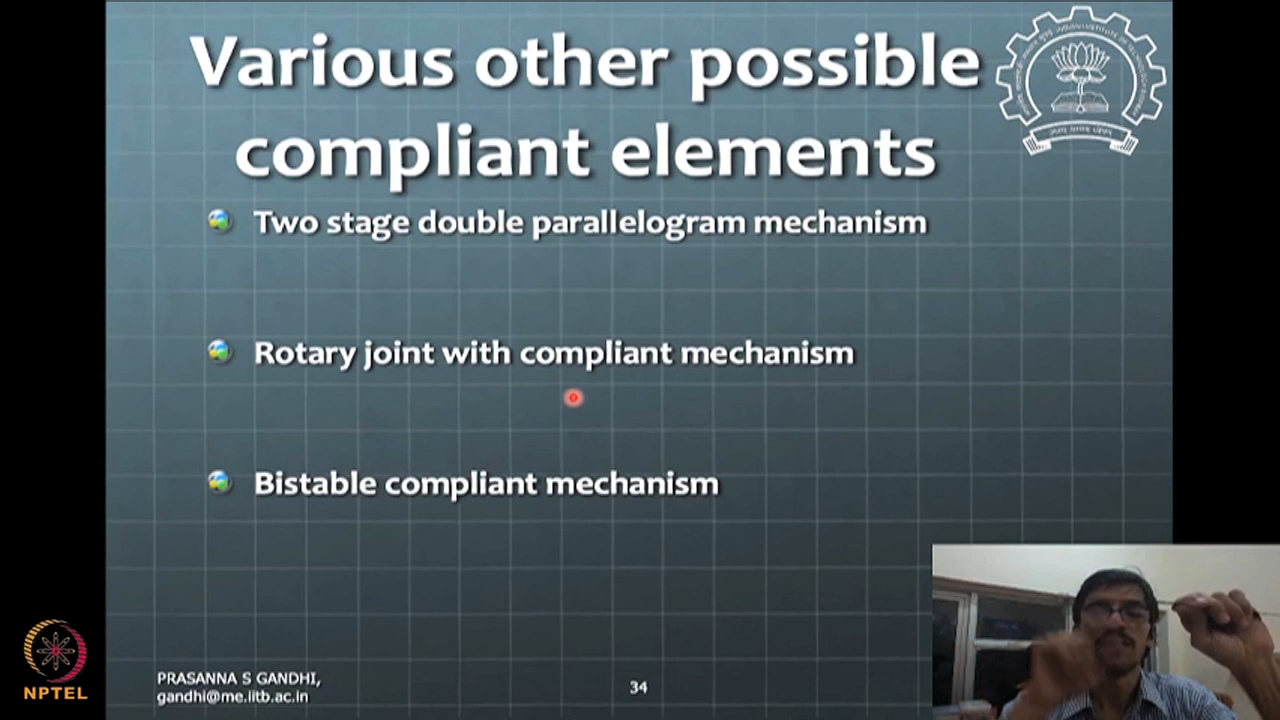 Various other possible
compliant elements
Two stage double parallelogram mechanism
Rotary joint with compliant mechanism
Bistable compliant mechanism
PRASANNA S GANDHI,
gandhi@me.iitb.ac.in
34
NPTEL